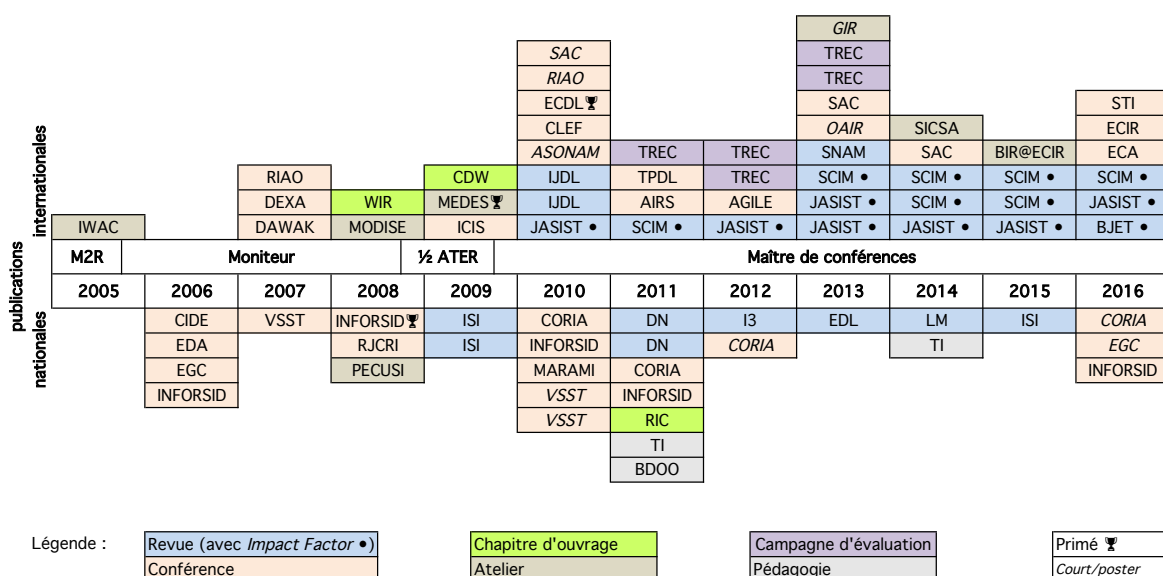 GIR
SAC TREC
RIAO TREC
ECDL 🏆 SAC STI
CLEF OAIR SICSA ECIR
ASONAM TREC TREC SNAM SAC BIR@ECIR ECA
RIAO CDW IJDL TPDL TREC SCIM • SCIM • SCIM • SCIM •
DEXA WIR MEDES 🏆 IJDL AIRS AGILE JASIST • SCIM • SCIM • JASIST •
IWAC DAWAK MODISE ICIS JASIST • SCIM • JASIST • JASIST • JASIST • JASIST • BJET •
publications
internationales
nationales
M2R Moniteur ½ ATER Maître de conférences
2005 2006 2007 2008 2009 2010 2011 2012 2013 2014 2015 2016
CIDE VSST INFORSID 🏆 ISI CORIA DN I3 EDL LM ISI CORIA
EDA RJCRI ISI INFORSID DN CORIA TI EGC
EGC PECUSI MARAMI CORIA INFORSID
INFORSID VSST INFORSID
VSST RIC
TI
BDOO
Légende : Revue (avec Impact Factor •) Chapitre d'ouvrage Campagne d'évaluation Primé 🏆
Conférence Atelier Pédagogie Court/poster